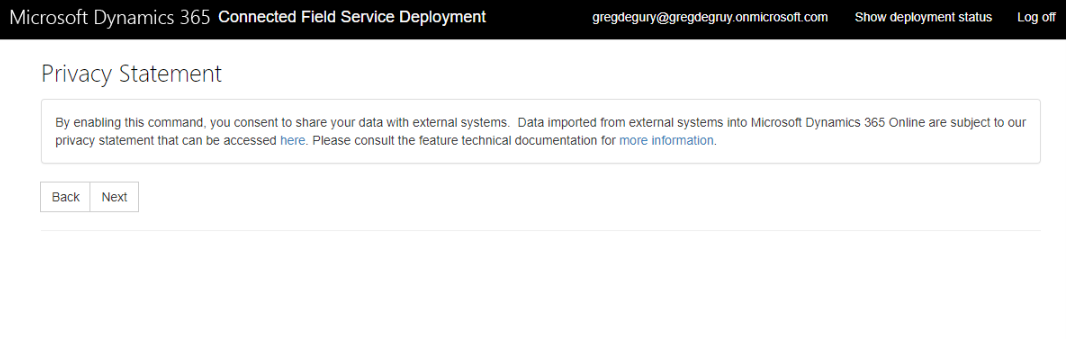 Microsoft Dynamics 365 Connected Field Service Deployment gregdegury@gregdegruy.onmicrosoft.com Show deployment status Log off
Privacy Statement
By enabling this command, you consent to share your data with external systems.  Data imported from external systems into Microsoft Dynamics 365 Online are subject to our
privacy statement that can be accessed here. Please consult the feature technical documentation for more information.
Back Next